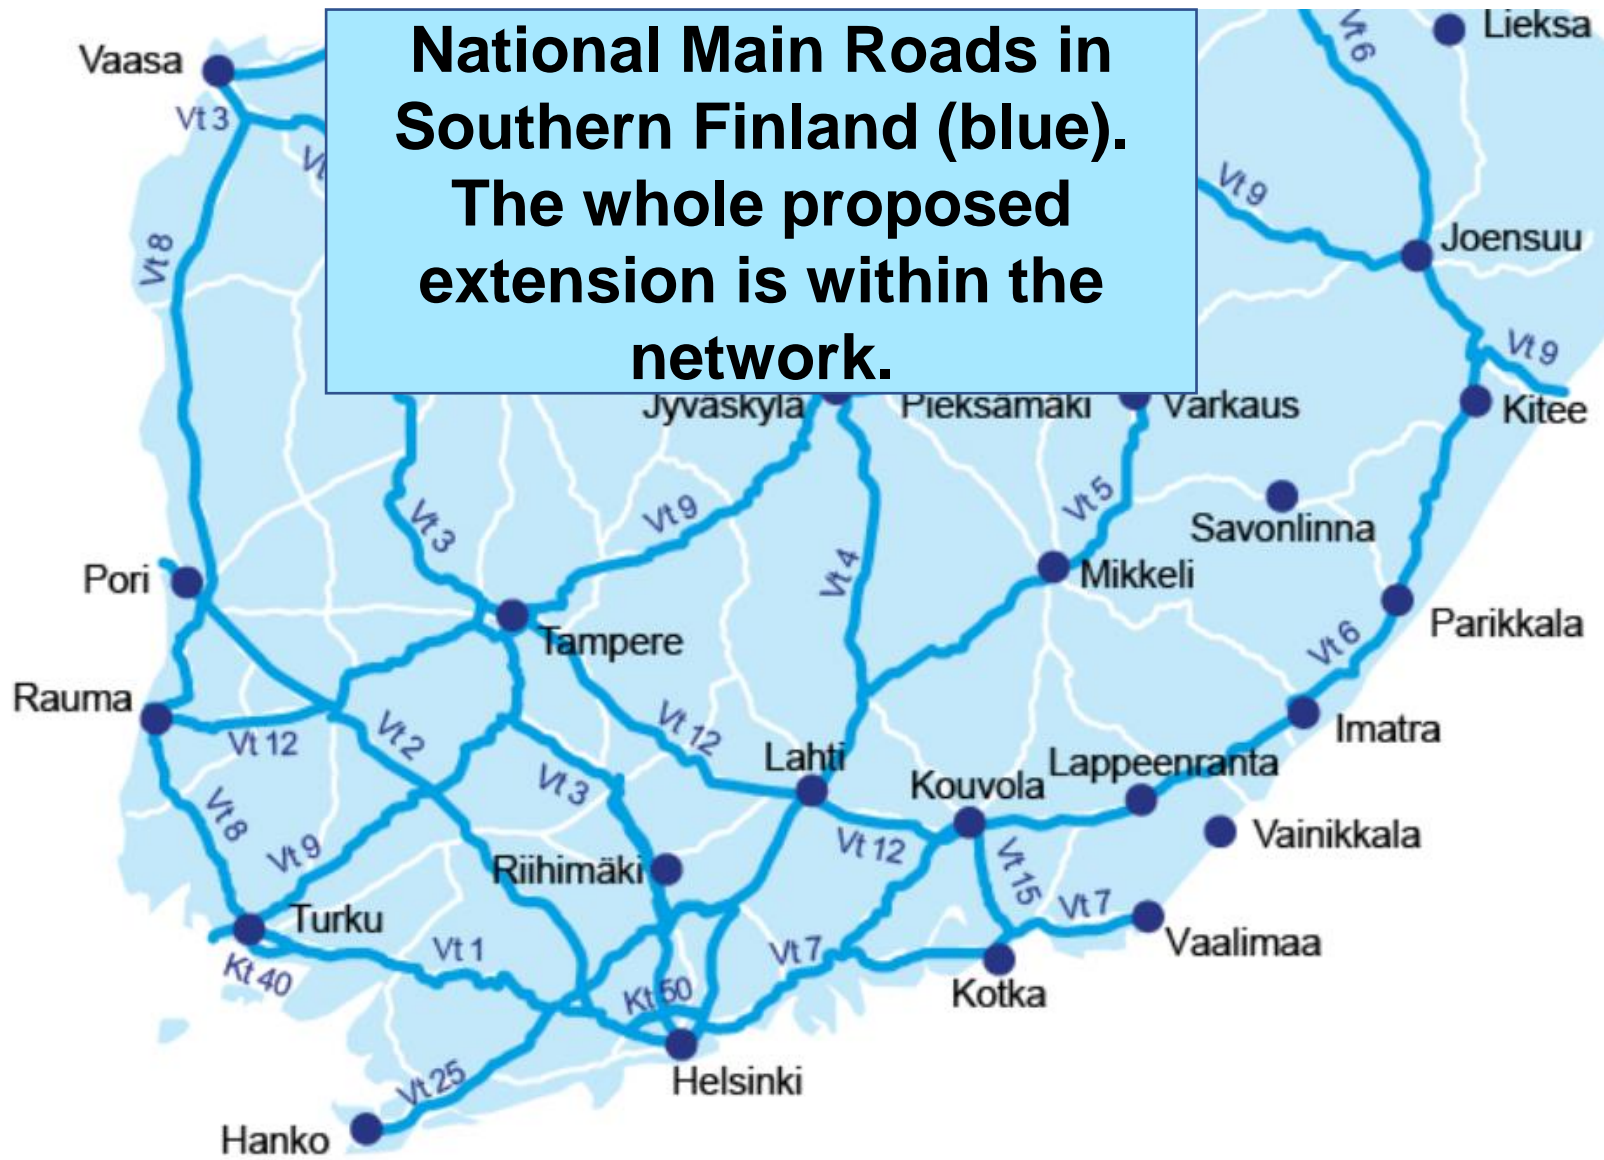 National Main Roads in
Southern Finland (blue).
The whole proposed
extension is within the
network.
Lieksa
Vt 6
Vaasa
Vt 3
Vt 9
Joensuu
Vt 8
Vt 9
Jyväskylä
Pieksämäki
Varkaus
Kitee
Vt 3
Vt 9
Vt 5
Savonlinna
Vt 4
Pori
Mikkeli
Parikkala
Tampere
Vt 6
Rauma
Vt 12
Vt 2
Vt 12
Imatra
Lahti
Lappeenranta
Vt 3
Kouvola
Vt 8
Vt 9
Vt 12
Vainikkala
Riihimäki
Vt 15
Vt 7
Turku
Vt 1
Vt 7
Vaalimaa
Kt 40
Kt 50
Kotka
Vt 25
Helsinki
Hanko